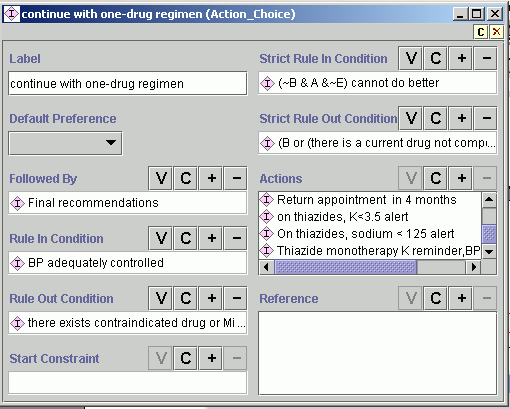 continue with one-drug regimen (Action_Choice)
C
Label
continue with one-drug regimen
Default Preference
Followed By V C + −
Final recommendations
Rule In Condition V C + −
BP adequately controlled
Rule Out Condition V C + −
there exists contraindicated drug or Mi...
Start Constraint V C + −
Strict Rule In Condition V C + −
(~B & A &~E) cannot do better
Strict Rule Out Condition V C + −
(B or (there is a current drug not compu...
Actions V C + −
Return appointment in 4 months
on thiazides, K<3.5 alert
On thiazides, sodium < 125 alert
Thiazide monotherapy K reminder,BP
Reference V C + −